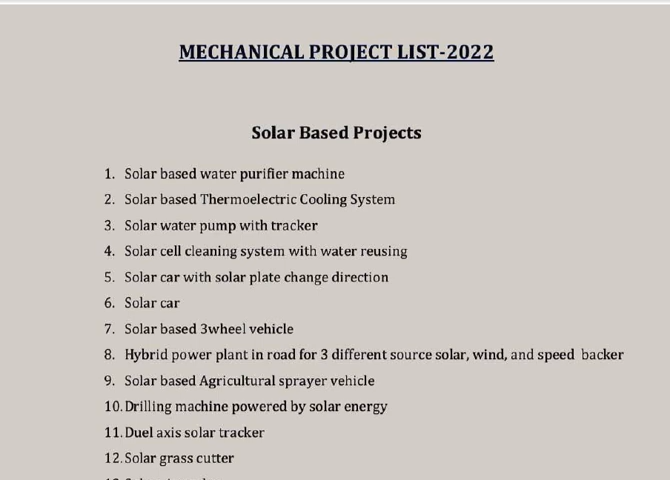 MECHANICAL PROJECT LIST-2022
Solar Based Projects
1. Solar based water purifier machine
2. Solar based Thermoelectric Cooling System
3. Solar water pump with tracker
4. Solar cell cleaning system with water reusing
5. Solar car with solar plate change direction
6. Solar car
7. Solar based 3wheel vehicle
8. Hybrid power plant in road for 3 different source solar, wind, and speed backer
9. Solar based Agricultural sprayer vehicle
10. Drilling machine powered by solar energy
11. Duel axis solar tracker
12. Solar grass cutter